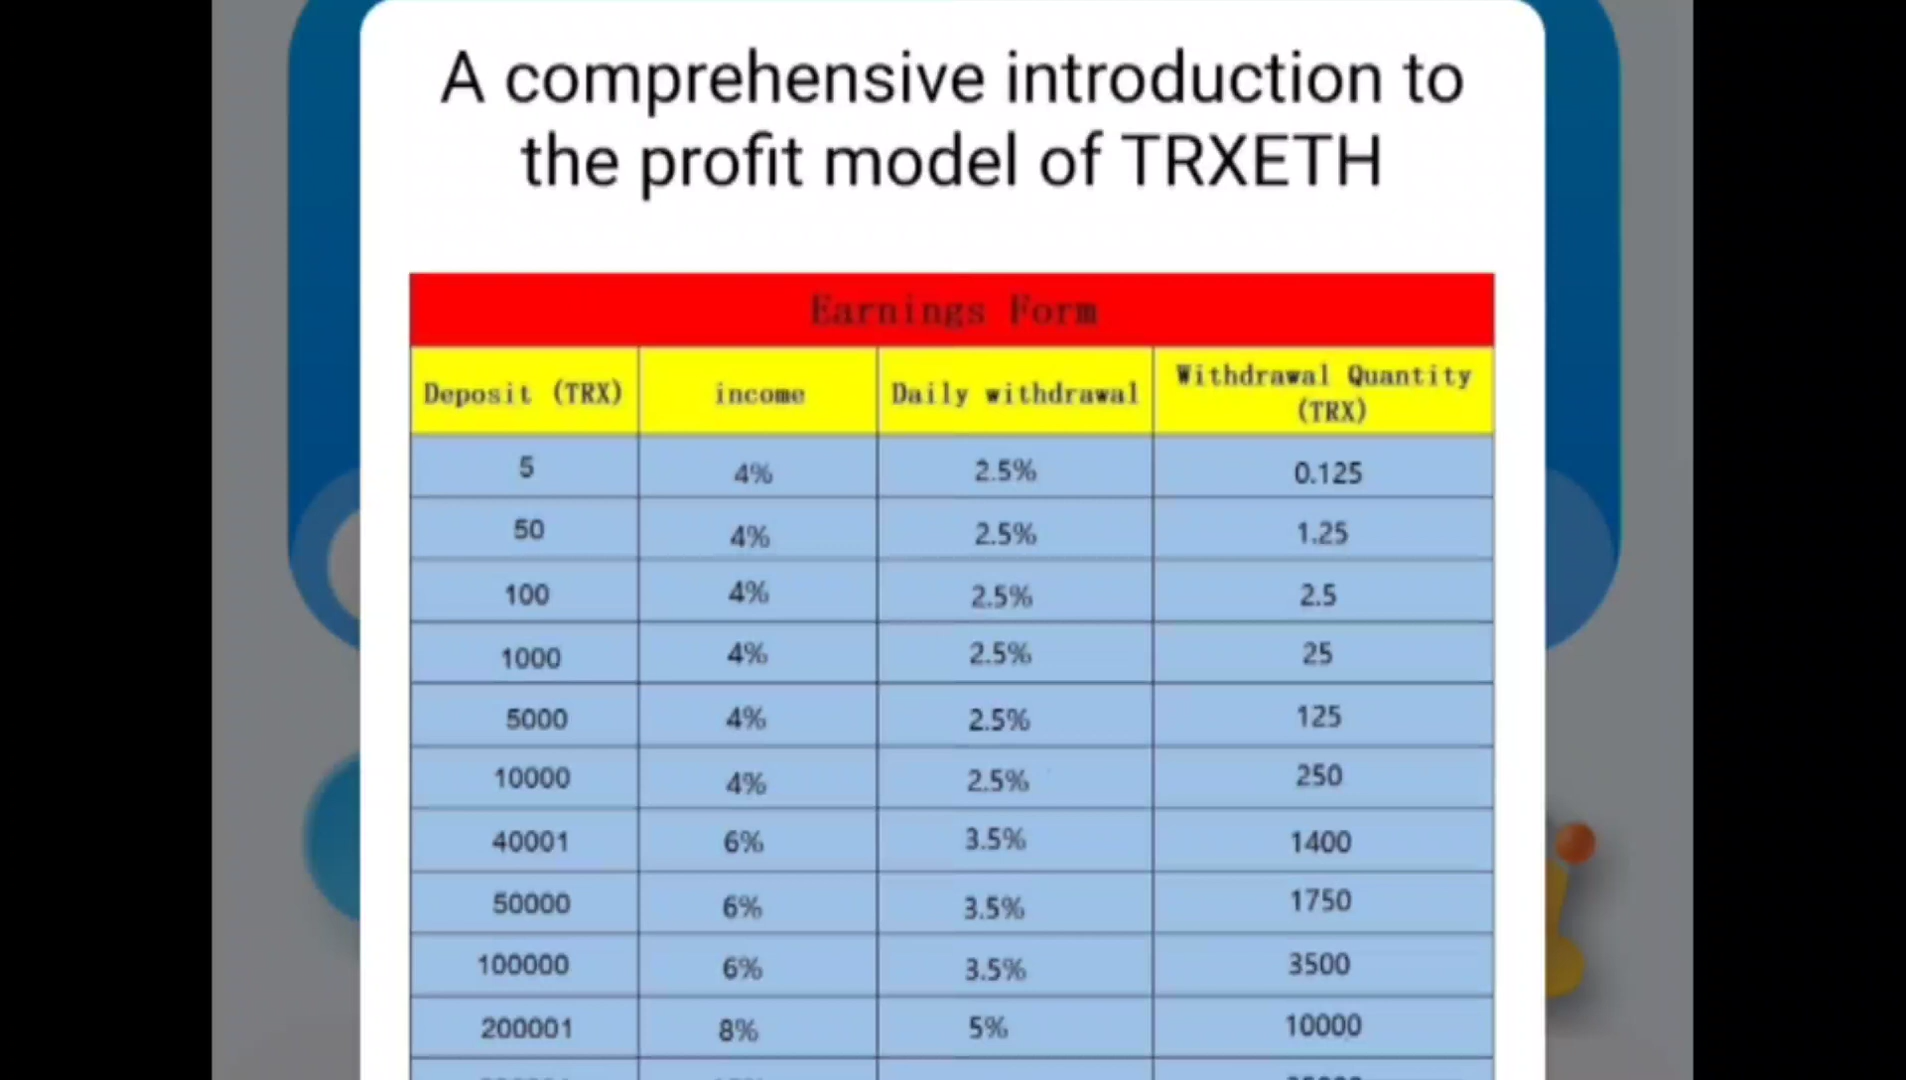 A comprehensive introduction to
the profit model of TRXETH
Earnings Form
Deposit (TRX) income Daily withdrawal Withdrawal Quantity (TRX)
5 4% 2.5% 0.125
50 4% 2.5% 1.25
100 4% 2.5% 2.5
1000 4% 2.5% 25
5000 4% 2.5% 125
10000 4% 2.5% 250
40001 6% 3.5% 1400
50000 6% 3.5% 1750
100000 6% 3.5% 3500
200001 8% 5% 10000